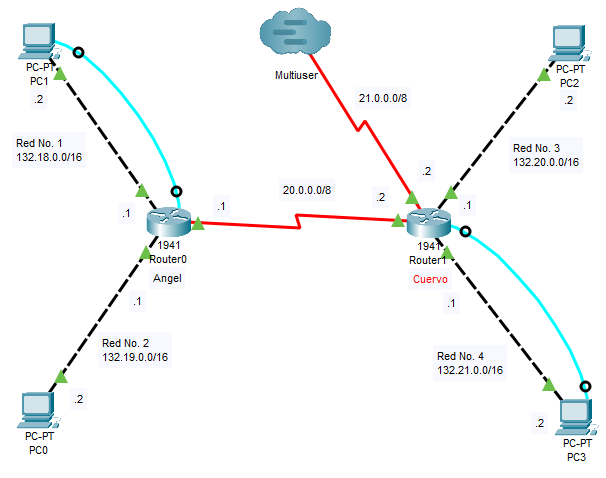 PC-PT
PC1
.2
Multiuser
21.0.0.0/8
PC-PT
PC2
.2
Red No. 1
132.18.0.0/16
Red No. 3
132.20.0.0/16
.1
.1
20.0.0.0/8
.2
.2
.1
1941
Router0
Angel
1941
Router1
Cuervo
.1
.1
Red No. 2
132.19.0.0/16
Red No. 4
132.21.0.0/16
.2
PC-PT
PC0
.2
PC-PT
PC3